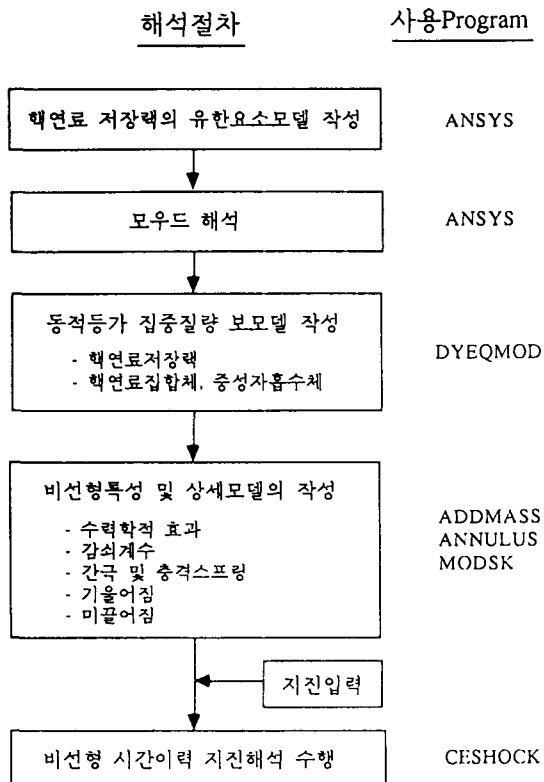 해석절차
사용Program
핵연료 저장랙의 유한요소모델 작성
ANSYS
모우드 해석
ANSYS
동적등가 집중질량 보모델 작성
- 핵연료저장랙
- 핵연료집합체, 중성자흡수체
DYEQMOD
비선형특성 및 상세모델의 작성
- 수력학적 효과
- 감쇠계수
- 간극 및 충격스프링
- 기울어짐
- 미끌어짐
ADDMASS
ANNULUS
MODSK
지진입력
비선형 시간이력 지진해석 수행
CESHOCK